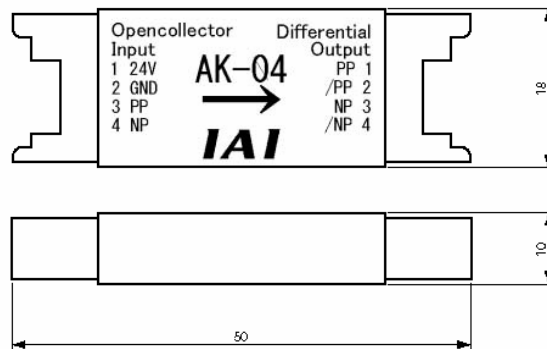 Opencollector Differential
Input Output
1 24V AK-04 PP 1
2 GND /PP 2
3 PP NP 3
4 NP /NP 4
IAI
18
10
50